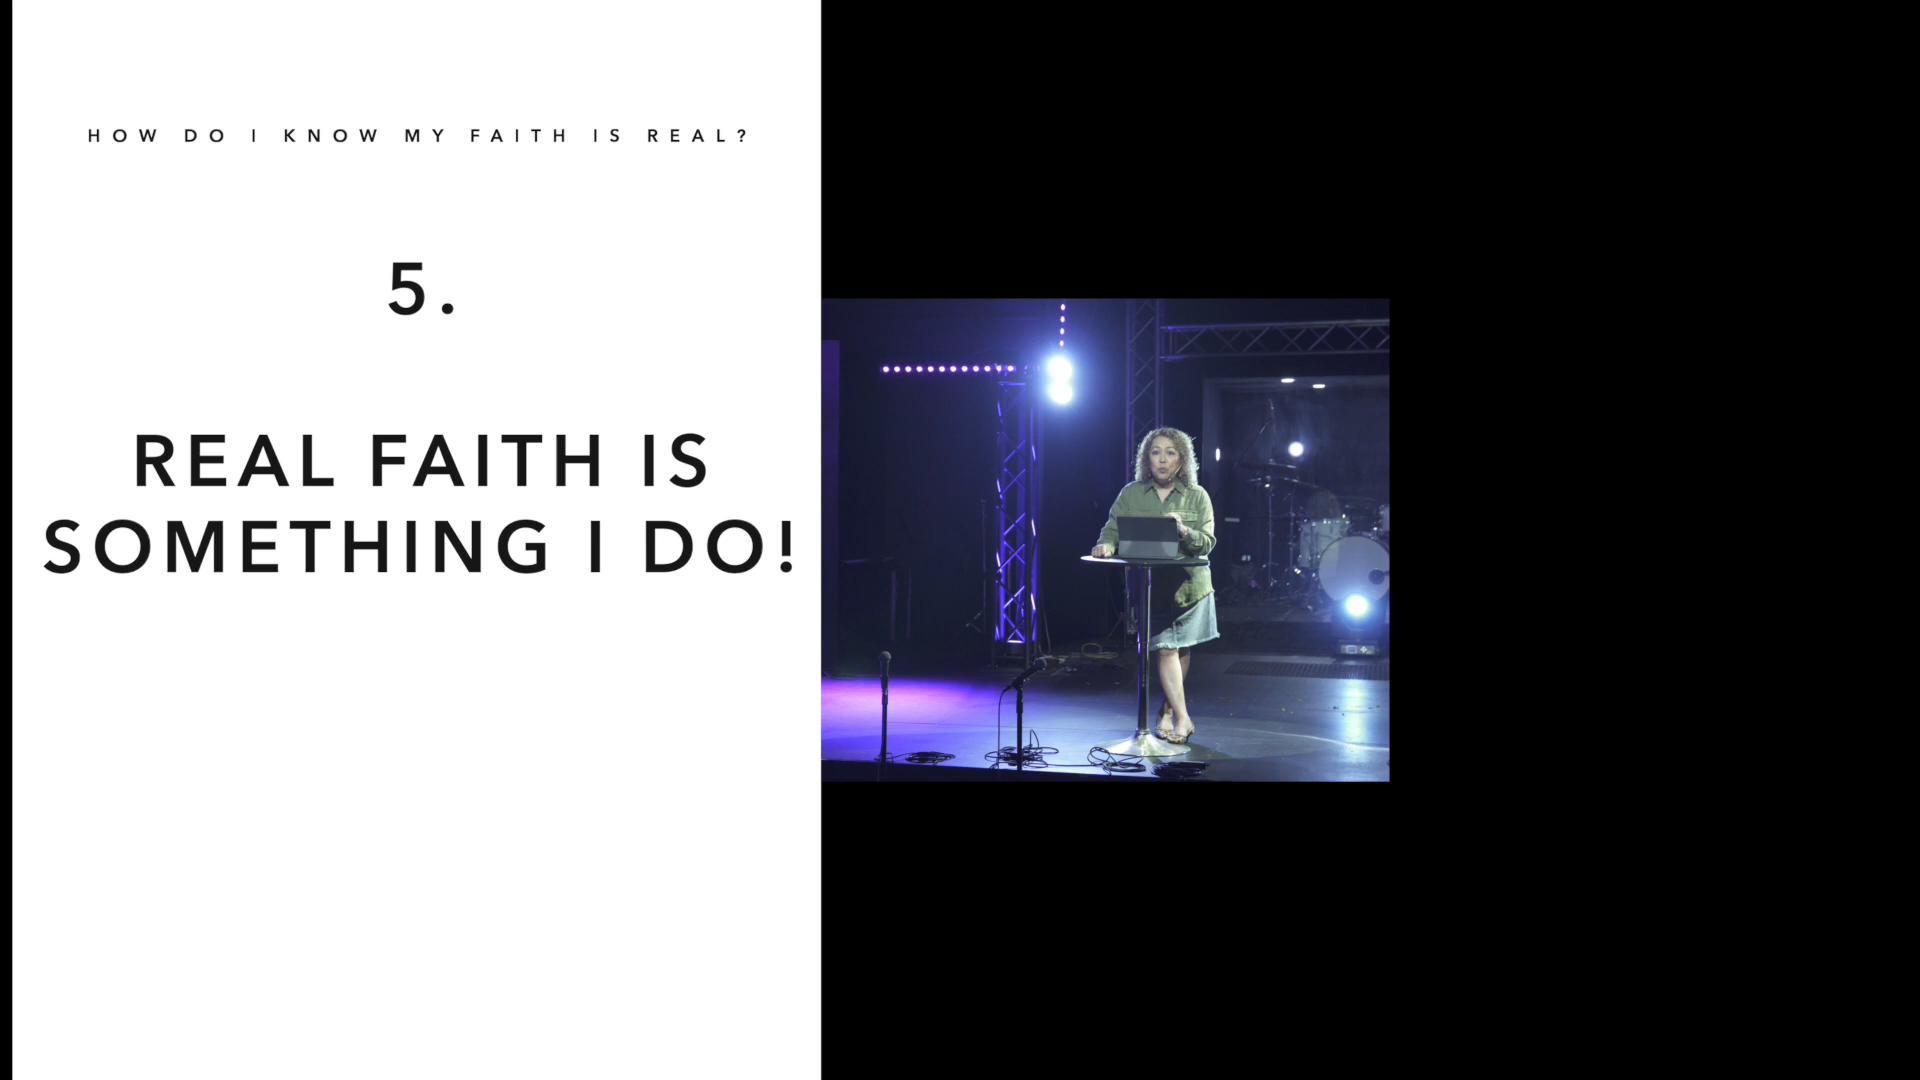 HOW DO I KNOW MY FAITH IS REAL?
5.
REAL FAITH IS
SOMETHING I DO!